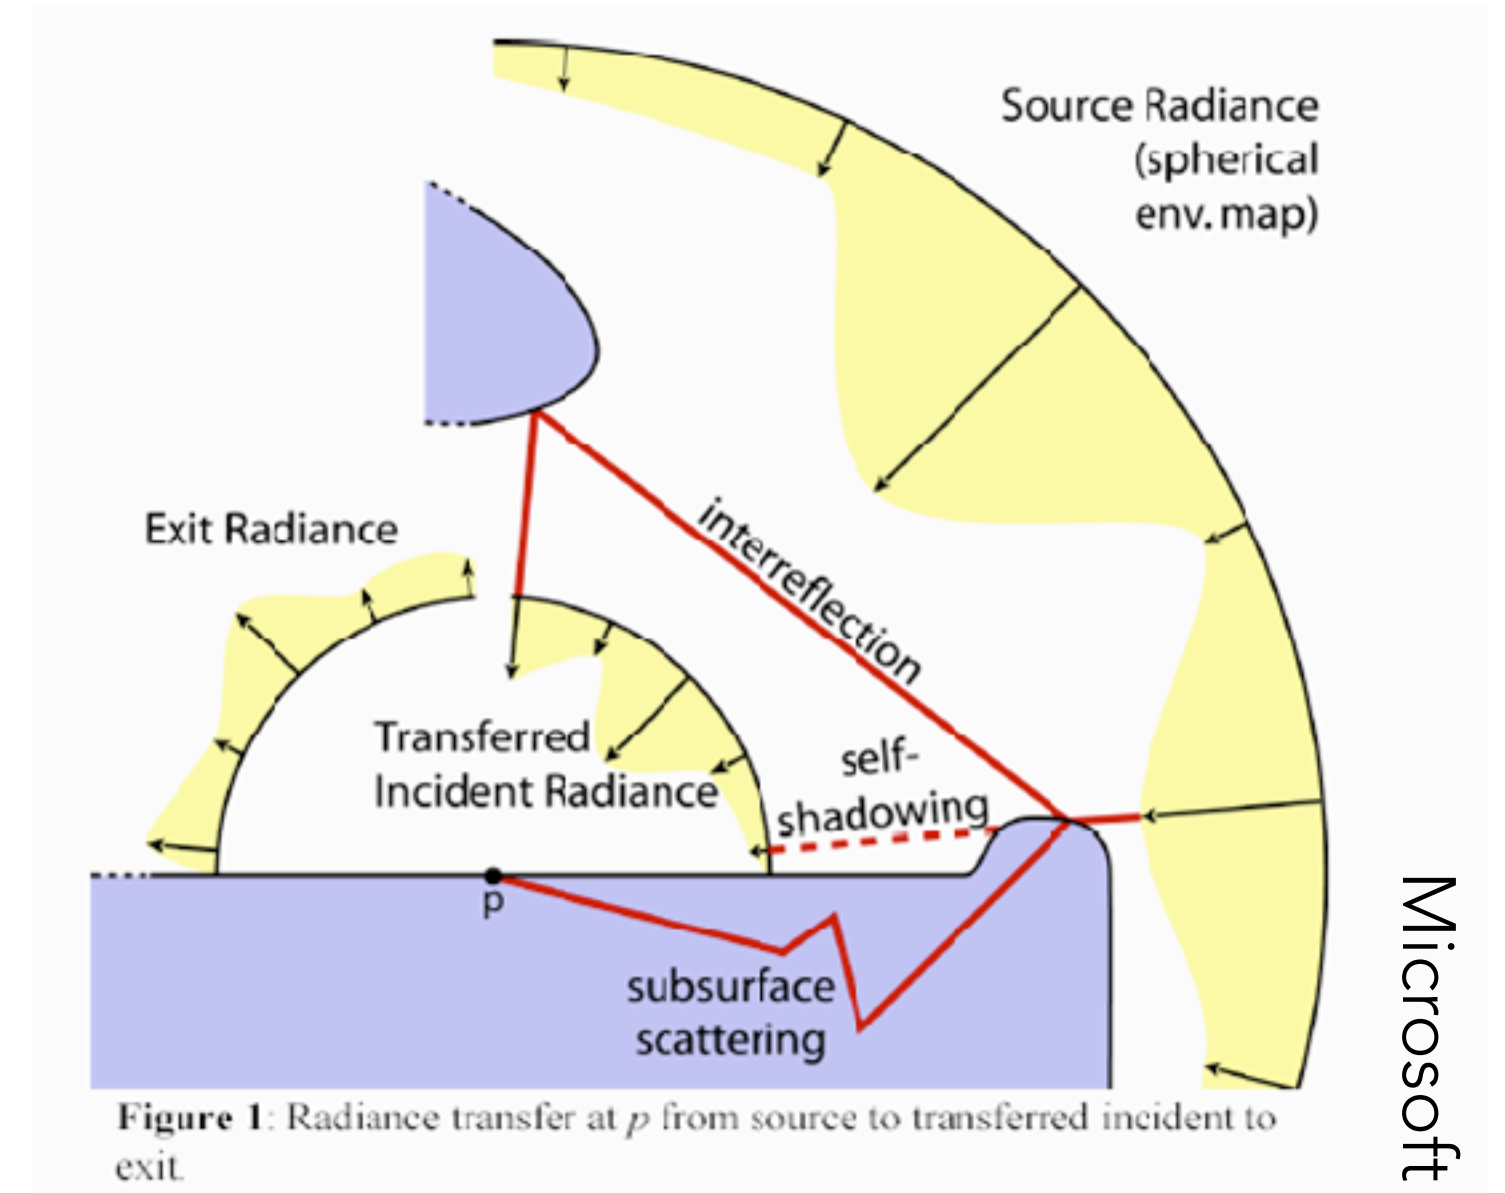 Source Radiance
(spherical
env. map)
Exit Radiance
interreflection
Transferred
Incident Radiance
self-
shadowing
p
subsurface
scattering
Figure 1: Radiance transfer at p from source to transferred incident to
exit.
Microsoft